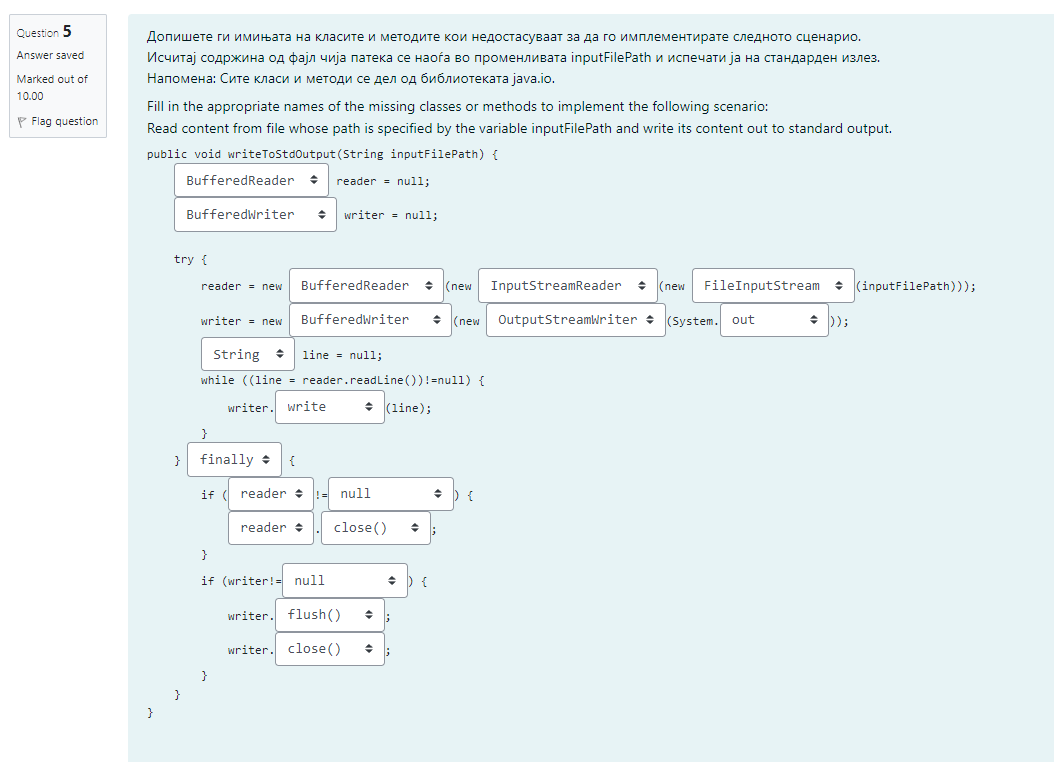 Question 5
Answer saved
Marked out of
10.00
Flag question
Допишете ги имињата на класите и методите кои недостасуваат за да го имплементирате следното сценарио.
Исчитај содржина од фајл чија патека се наоѓа во променливата inputFilePath и испечати ја на стандарден излез.
Напомена: Сите класи и методи се дел од библиотеката java.io.
Fill in the appropriate names of the missing classes or methods to implement the following scenario:
Read content from file whose path is specified by the variable inputFilePath and write its content out to standard output.
public void writeToStdOutput(String inputFilePath) {
BufferedReader reader = null;
BufferedWriter writer = null;
try {
reader = new BufferedReader (new InputStreamReader (new FileInputStream (inputFilePath)));
writer = new BufferedWriter (new OutputStreamWriter (System. out ));
String line = null;
while ((line = reader.readLine())!=null) {
writer. write (line);
}
} finally {
if ( reader != null ) {
reader . close() ;
}
if (writer!= null ) {
writer. flush() ;
writer. close() ;
}
}
}